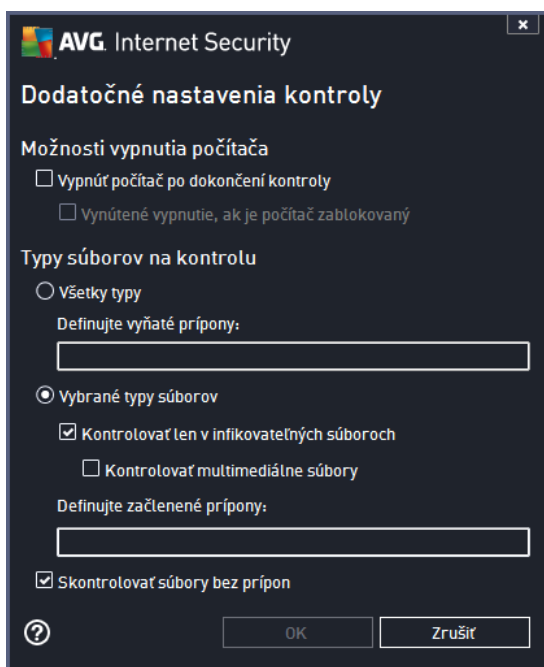 AVG. Internet Security
Dodatočné nastavenia kontroly
Možnosti vypnutia počítača
Vypnúť počítač po dokončení kontroly
Vynútené vypnutie, ak je počítač zablokovaný
Typy súborov na kontrolu
Všetky typy
Definujte vyňaté prípony:
Vybrané typy súborov
Kontrolovať len v infikovateľných súboroch
Kontrolovať multimediálne súbory
Definujte začlenené prípony:
Skontrolovať súbory bez prípon
OK Zrušiť